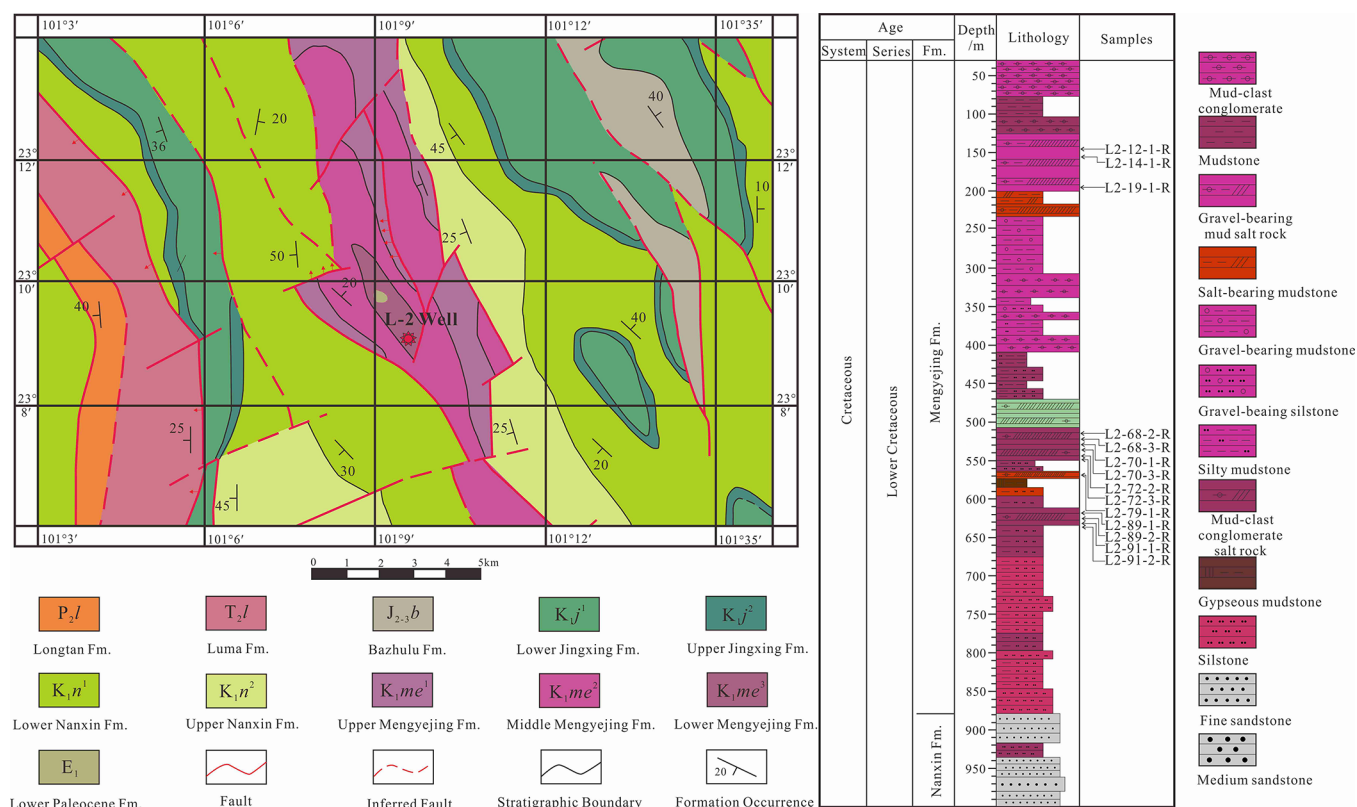 101°3′ 101°6′ 101°9′ 101°12′ 101°35′
40
20
36
45
23° 12′ 23° 12′
10
25
50
23° 10′ 20 23° 10′
40
L-2 Well
40
23° 8′ 23° 8′
25 25
30 20
45
101°3′ 101°6′ 101°9′ 101°12′ 101°35′
0 1 2 3 4 5km
P₂l T₂l J₂₋₃b K₁j¹ K₁j²
Longtan Fm. Luma Fm. Bazhulu Fm. Lower Jingxing Fm. Upper Jingxing Fm.
K₁n¹ K₁n² K₁me¹ K₁me² K₁me³
Lower Nanxin Fm. Upper Nanxin Fm. Upper Mengyejing Fm. Middle Mengyejing Fm. Lower Mengyejing Fm.
E₁ 20
Lower Paleocene Fm. Fault Inferred Fault Stratigraphic Boundary Formation Occurrence
Age Depth /m Lithology Samples
System Series Fm.
Cretaceous
Lower Cretaceous
Mengyejing Fm.
Nanxin Fm.
50
100
150
200
250
300
350
400
450
500
550
600
650
700
750
800
850
900
950
L2-12-1-R
L2-14-1-R
L2-19-1-R
L2-68-2-R
L2-68-3-R
L2-70-1-R
L2-70-3-R
L2-72-2-R
L2-72-3-R
L2-79-1-R
L2-89-1-R
L2-89-2-R
L2-91-1-R
L2-91-2-R
Mud-clast
conglomerate
Mudstone
Gravel-bearing
mud salt rock
Salt-bearing mudstone
Gravel-bearing mudstone
Gravel-beaing silstone
Silty mudstone
Mud-clast
conglomerate
salt rock
Gypseous mudstone
Silstone
Fine sandstone
Medium sandstone